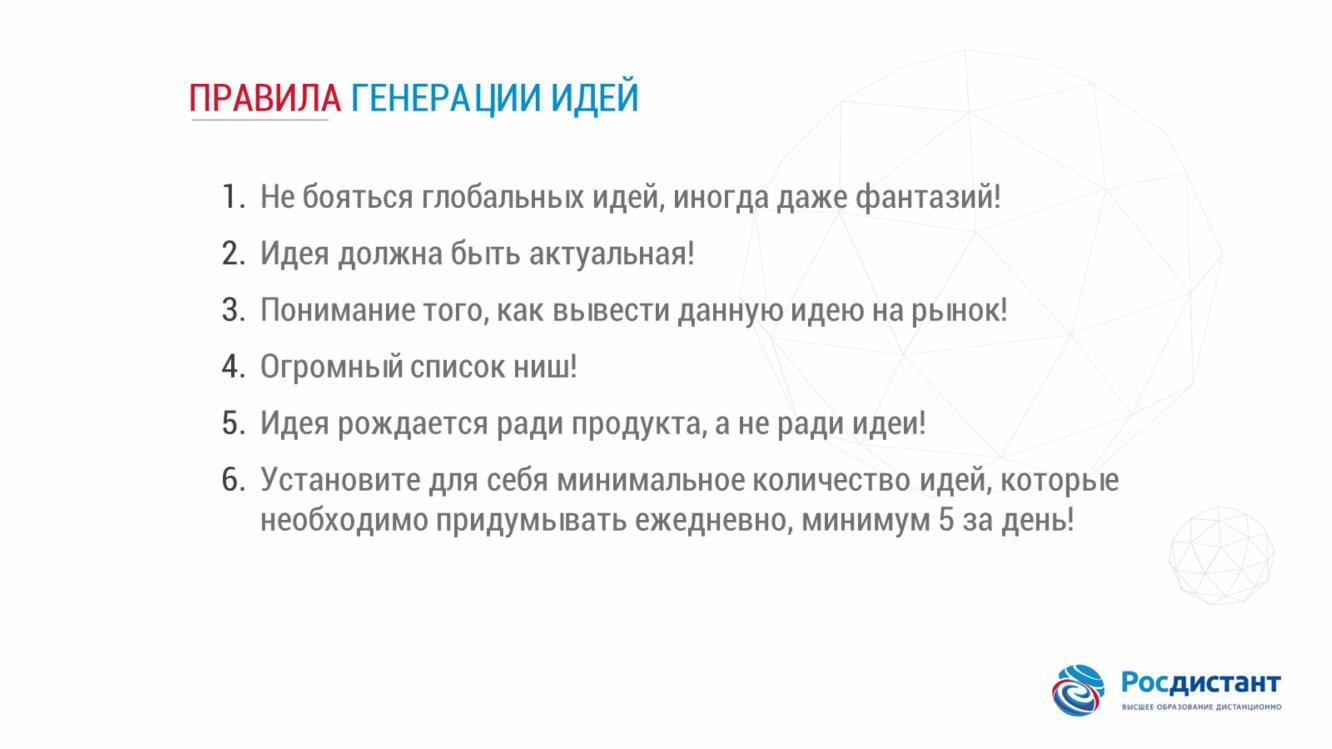 ПРАВИЛА ГЕНЕРАЦИИ ИДЕЙ
1. Не бояться глобальных идей, иногда даже фантазий!
2. Идея должна быть актуальная!
3. Понимание того, как вывести данную идею на рынок!
4. Огромный список ниш!
5. Идея рождается ради продукта, а не ради идеи!
6. Установите для себя минимальное количество идей, которые
необходимо придумывать ежедневно, минимум 5 за день!
Росдистант
ВЫСШЕЕ ОБРАЗОВАНИЕ ДИСТАНЦИОННО